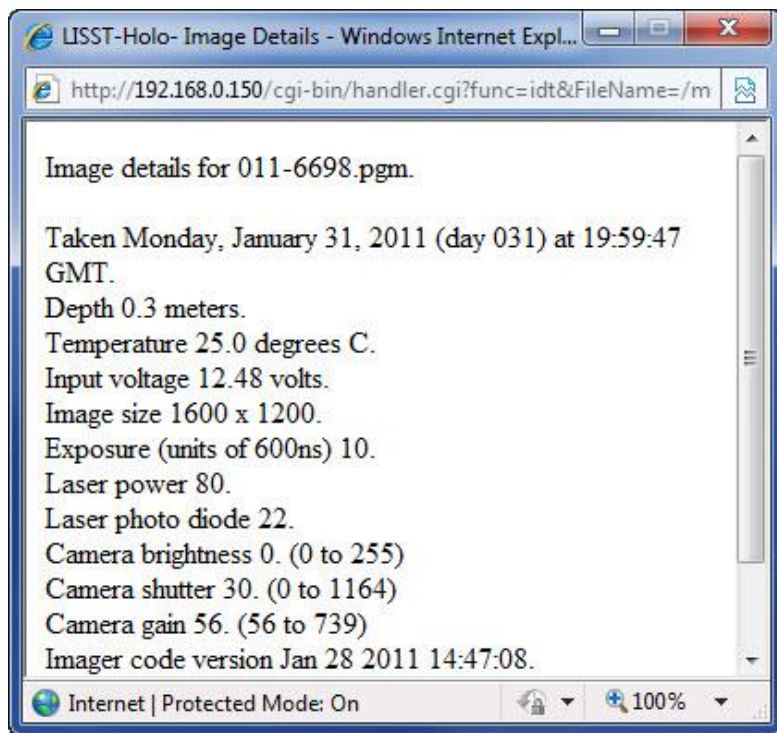 LISST-Holo- Image Details - Windows Internet Expl...
http://192.168.0.150/cgi-bin/handler.cgi?func=idt&FileName=/m
Image details for 011-6698.pgm.
Taken Monday, January 31, 2011 (day 031) at 19:59:47
GMT.
Depth 0.3 meters.
Temperature 25.0 degrees C.
Input voltage 12.48 volts.
Image size 1600 x 1200.
Exposure (units of 600ns) 10.
Laser power 80.
Laser photo diode 22.
Camera brightness 0. (0 to 255)
Camera shutter 30. (0 to 1164)
Camera gain 56. (56 to 739)
Imager code version Jan 28 2011 14:47:08.
Internet | Protected Mode: On
100%